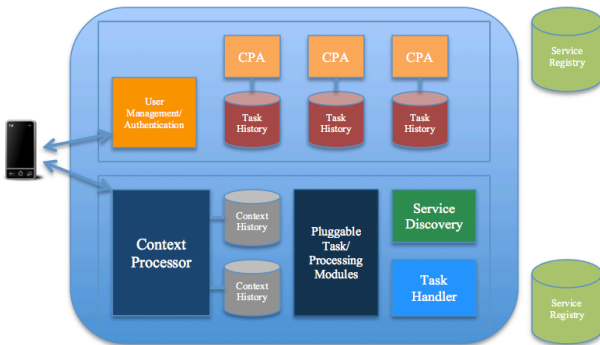 CPA
CPA
CPA
Service
Registry
User
Management/
Authentication
Task
History
Task
History
Task
History
Context
Processor
Context
History
Context
History
Pluggable
Task/
Processing
Modules
Service
Discovery
Task
Handler
Service
Registry